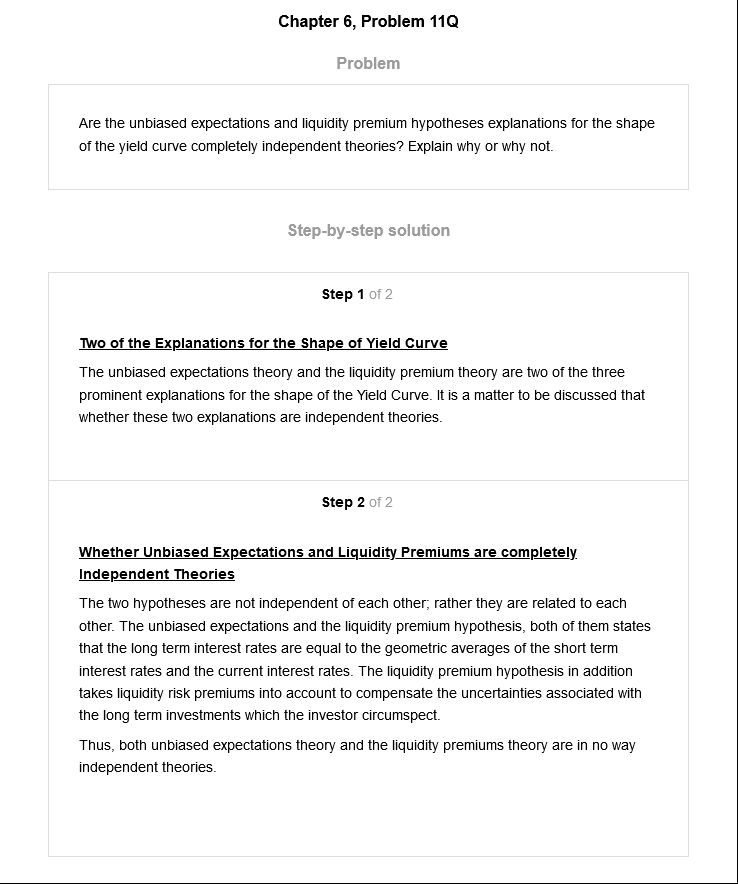 Chapter 6, Problem 11Q
Problem
Are the unbiased expectations and liquidity premium hypotheses explanations for the shape
of the yield curve completely independent theories? Explain why or why not.
Step-by-step solution
Step 1 of 2
Two of the Explanations for the Shape of Yield Curve
The unbiased expectations theory and the liquidity premium theory are two of the three
prominent explanations for the shape of the Yield Curve. It is a matter to be discussed that
whether these two explanations are independent theories.
Step 2 of 2
Whether Unbiased Expectations and Liquidity Premiums are completely
Independent Theories
The two hypotheses are not independent of each other; rather they are related to each
other. The unbiased expectations and the liquidity premium hypothesis, both of them states
that the long term interest rates are equal to the geometric averages of the short term
interest rates and the current interest rates. The liquidity premium hypothesis in addition
takes liquidity risk premiums into account to compensate the uncertainties associated with
the long term investments which the investor circumspect.
Thus, both unbiased expectations theory and the liquidity premiums theory are in no way
independent theories.